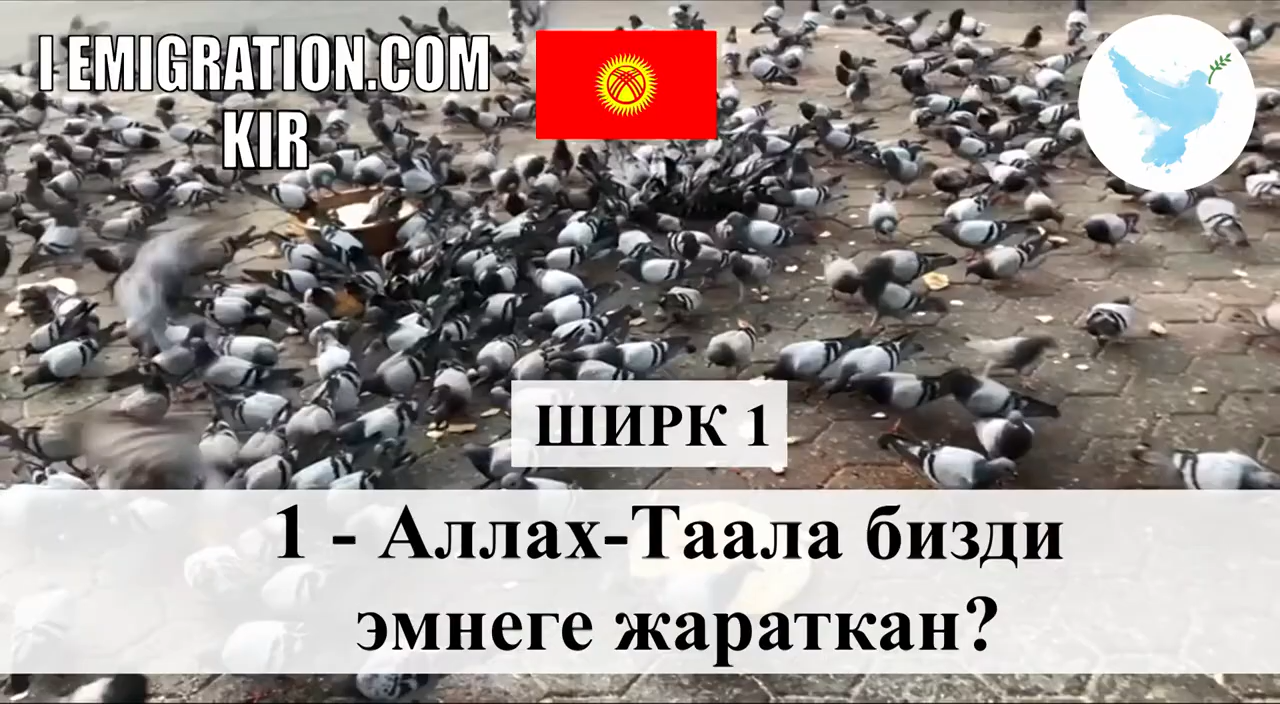 I EMIGRATION.COM
KIR
ШИРК 1
1 - Аллах-Таала бизди
эмнеге жараткан?